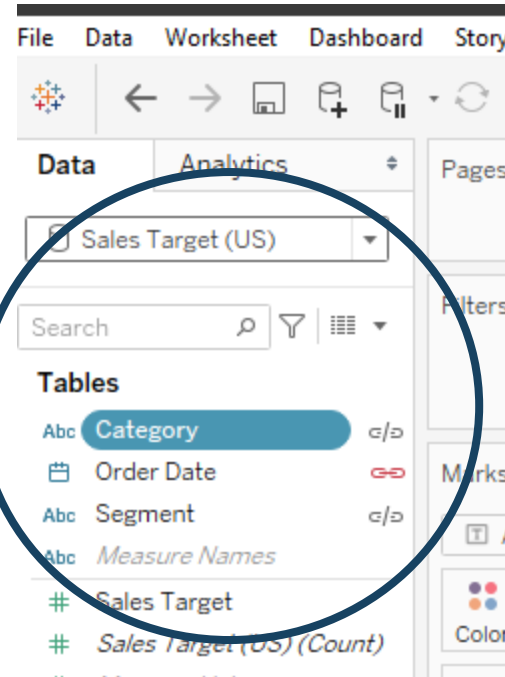 File Data Worksheet Dashboard Story
Data Analytics
Pages
Sales Target (US)
Search
Filters
Tables
Abc Category
Order Date
Marks
Abc Segment
Abc Measure Names
# Sales Target
Color
# Sales Target (US) (Count)